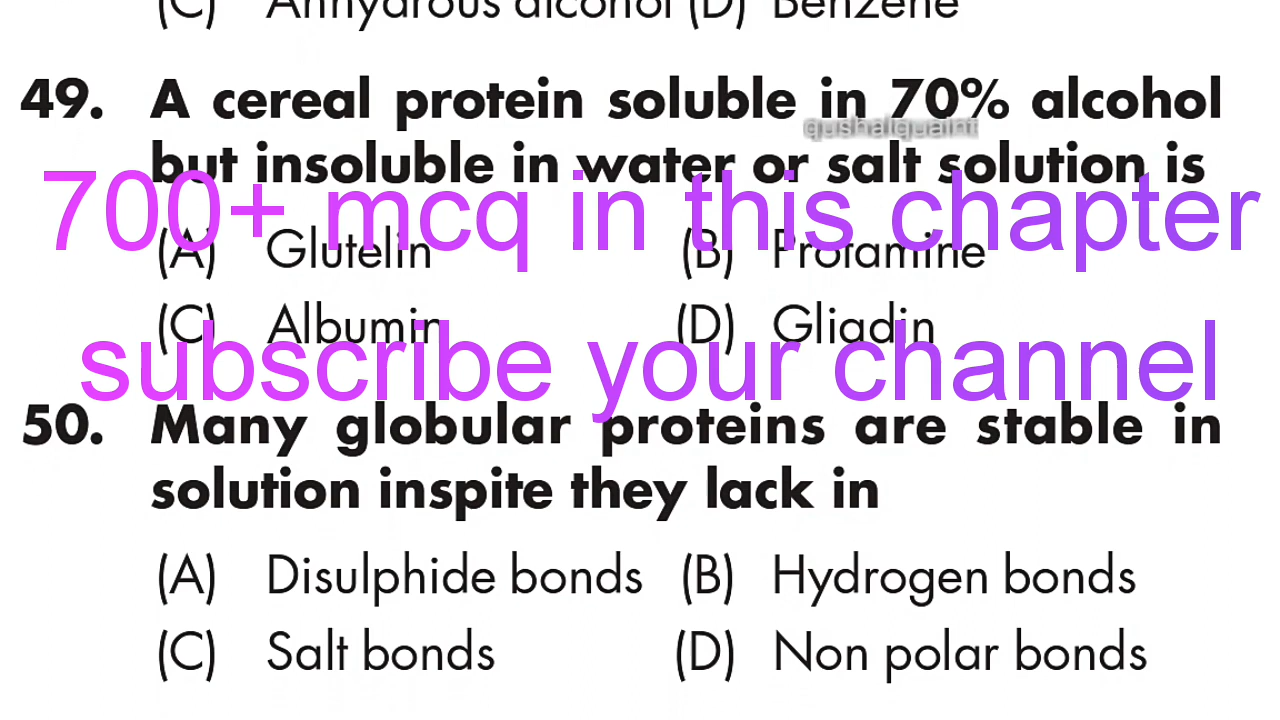 (C) Anhydrous alcohol (D) Benzene
49. A cereal protein soluble in 70% alcohol
qushalquaint
but insoluble in water or salt solution is
700+ mcq in this chapter
(A) Glutelin (B) Protamine
(C) Albumin (D) Gliadin
subscribe your channel
50. Many globular proteins are stable in
solution inspite they lack in
(A) Disulphide bonds (B) Hydrogen bonds
(C) Salt bonds (D) Non polar bonds